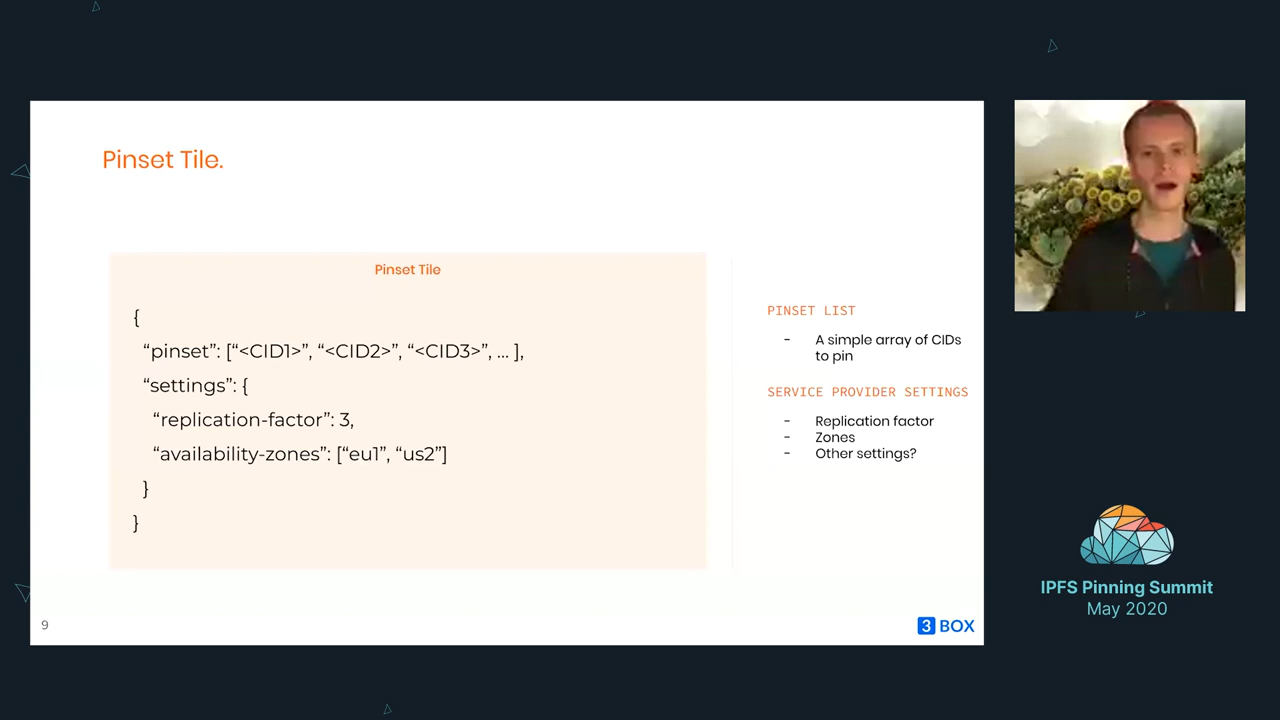 Pinset Tile.
Pinset Tile
{
“pinset”: [“<CID1>”, “<CID2>”, “<CID3>”, ... ],
“settings”: {
“replication-factor”: 3,
“availability-zones”: [“eu1”, “us2”]
}
}
PINSET LIST
- A simple array of CIDs
to pin
SERVICE PROVIDER SETTINGS
- Replication factor
- Zones
- Other settings?
9
3 BOX
IPFS Pinning Summit
May 2020